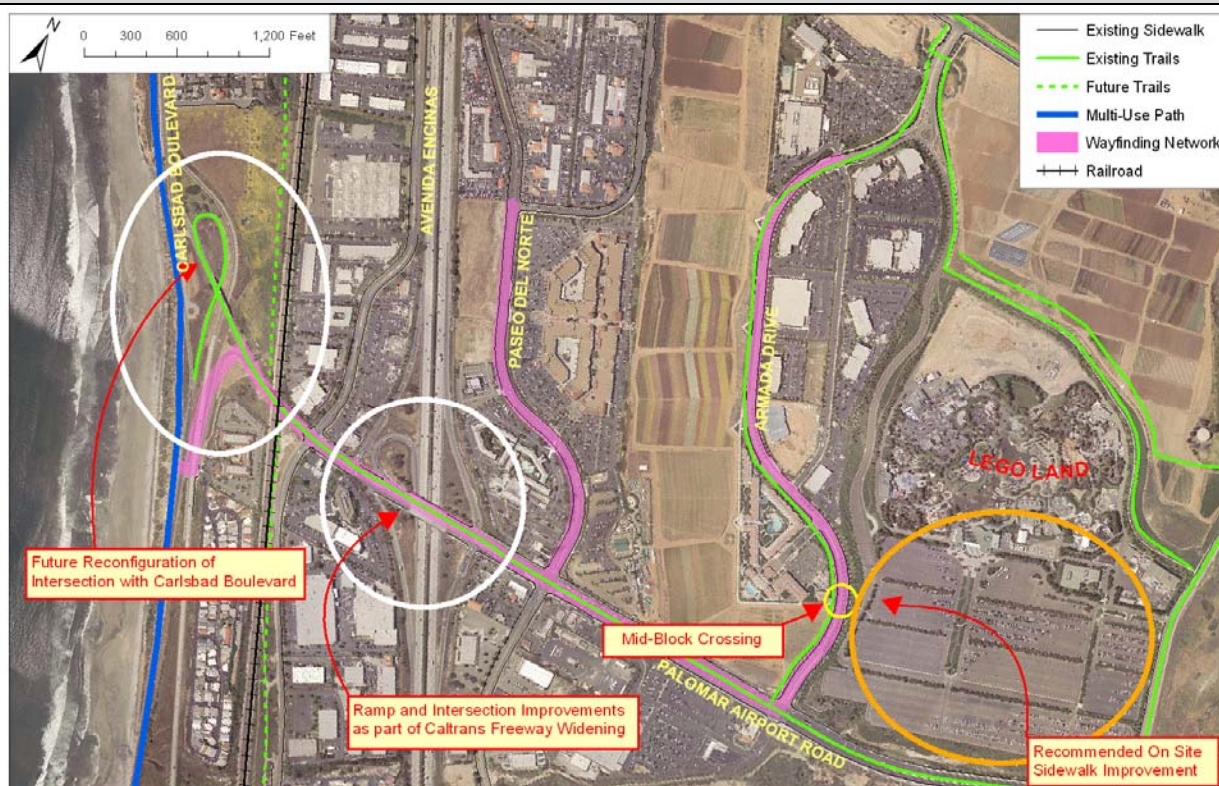 N
0 300 600 1,200 Feet
Existing Sidewalk
Existing Trails
Future Trails
Multi-Use Path
Wayfinding Network
Railroad
CARLSBAD BOULEVARD
AVENIDA ENCINAS
PASEO DEL NORTE
ARMADA DRIVE
LEGO LAND
PALOMAR AIRPORT ROAD
Future Reconfiguration of
Intersection with Carlsbad Boulevard
Ramp and Intersection Improvements
as part of Caltrans Freeway Widening
Mid-Block Crossing
Recommended On Site
Sidewalk Improvement